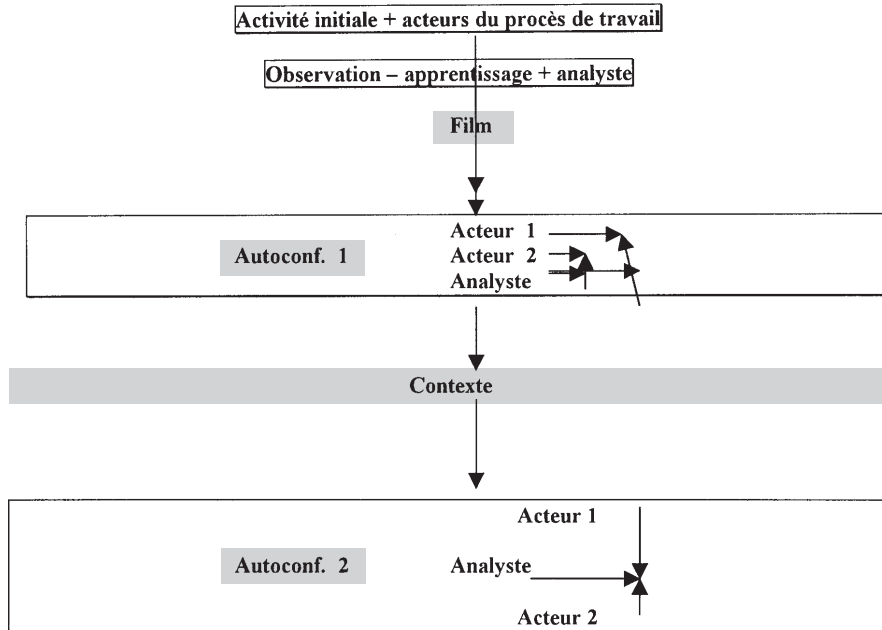 Activité initiale + acteurs du procès de travail
Observation – apprentissage + analyste
Film
Acteur 1
Autoconf. 1
Acteur 2
Analyste
Contexte
Acteur 1
Autoconf. 2
Analyste
Acteur 2